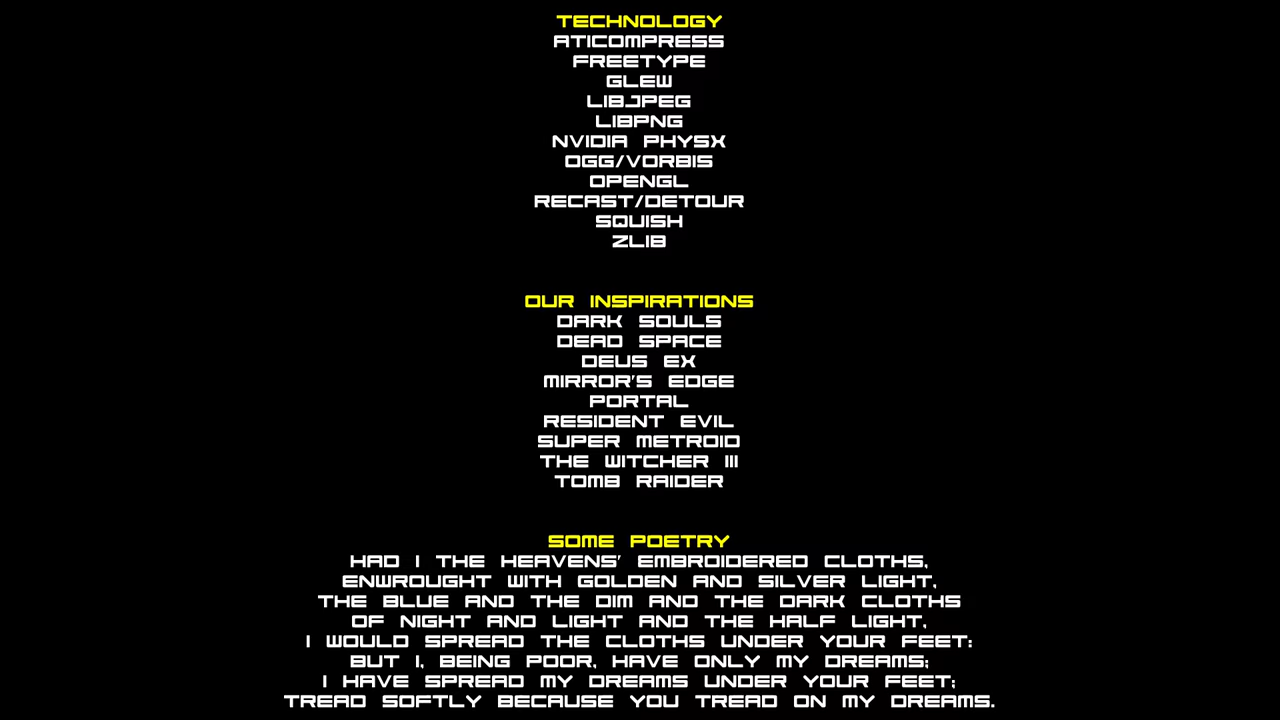 TECHNOLOGY
ATICOMPRESS
FREETYPE
GLEW
LIBJPEG
LIBPNG
NVIDIA PHYSX
OGG/VORBIS
OPENGL
RECAST/DETOUR
SQUISH
ZLIB
OUR INSPIRATIONS
DARK SOULS
DEAD SPACE
DEUS EX
MIRROR'S EDGE
PORTAL
RESIDENT EVIL
SUPER METROID
THE WITCHER III
TOMB RAIDER
SOME POETRY
HAD I THE HEAVENS' EMBROIDERED CLOTHS,
ENWROUGHT WITH GOLDEN AND SILVER LIGHT,
THE BLUE AND THE DIM AND THE DARK CLOTHS
OF NIGHT AND LIGHT AND THE HALF LIGHT,
I WOULD SPREAD THE CLOTHS UNDER YOUR FEET:
BUT I, BEING POOR, HAVE ONLY MY DREAMS;
I HAVE SPREAD MY DREAMS UNDER YOUR FEET;
TREAD SOFTLY BECAUSE YOU TREAD ON MY DREAMS.